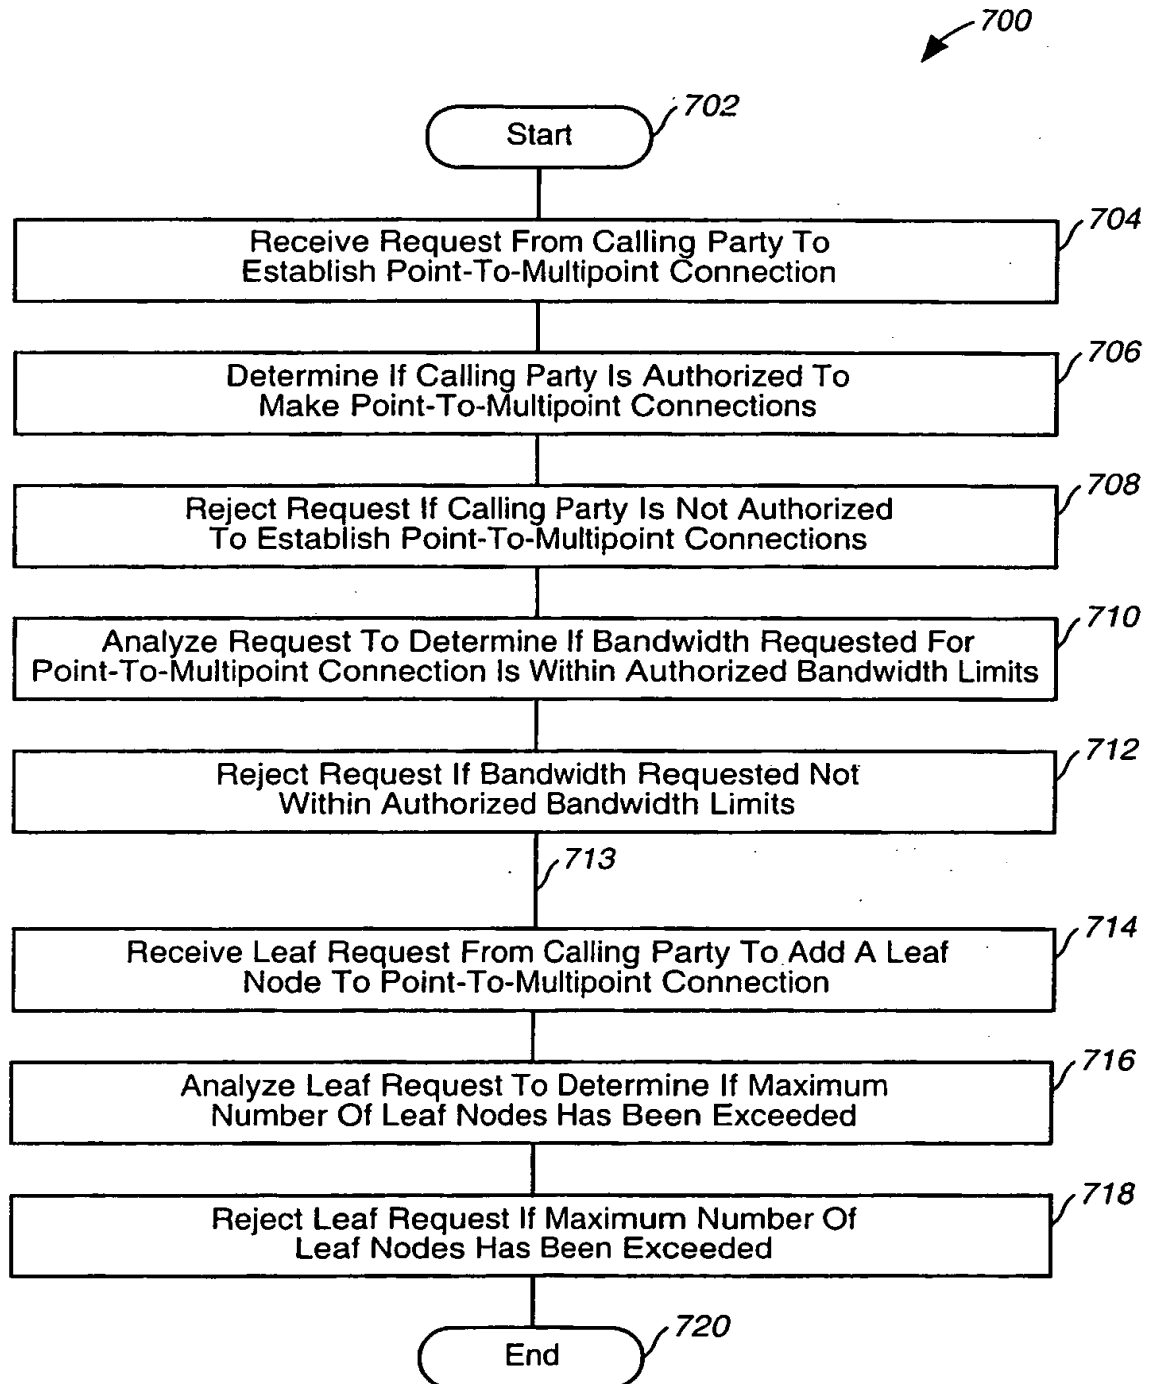 700
702
Start
704
Receive Request From Calling Party To
Establish Point-To-Multipoint Connection
706
Determine If Calling Party Is Authorized To
Make Point-To-Multipoint Connections
708
Reject Request If Calling Party Is Not Authorized
To Establish Point-To-Multipoint Connections
710
Analyze Request To Determine If Bandwidth Requested For
Point-To-Multipoint Connection Is Within Authorized Bandwidth Limits
712
Reject Request If Bandwidth Requested Not
Within Authorized Bandwidth Limits
713
714
Receive Leaf Request From Calling Party To Add A Leaf
Node To Point-To-Multipoint Connection
716
Analyze Leaf Request To Determine If Maximum
Number Of Leaf Nodes Has Been Exceeded
718
Reject Leaf Request If Maximum Number Of
Leaf Nodes Has Been Exceeded
720
End